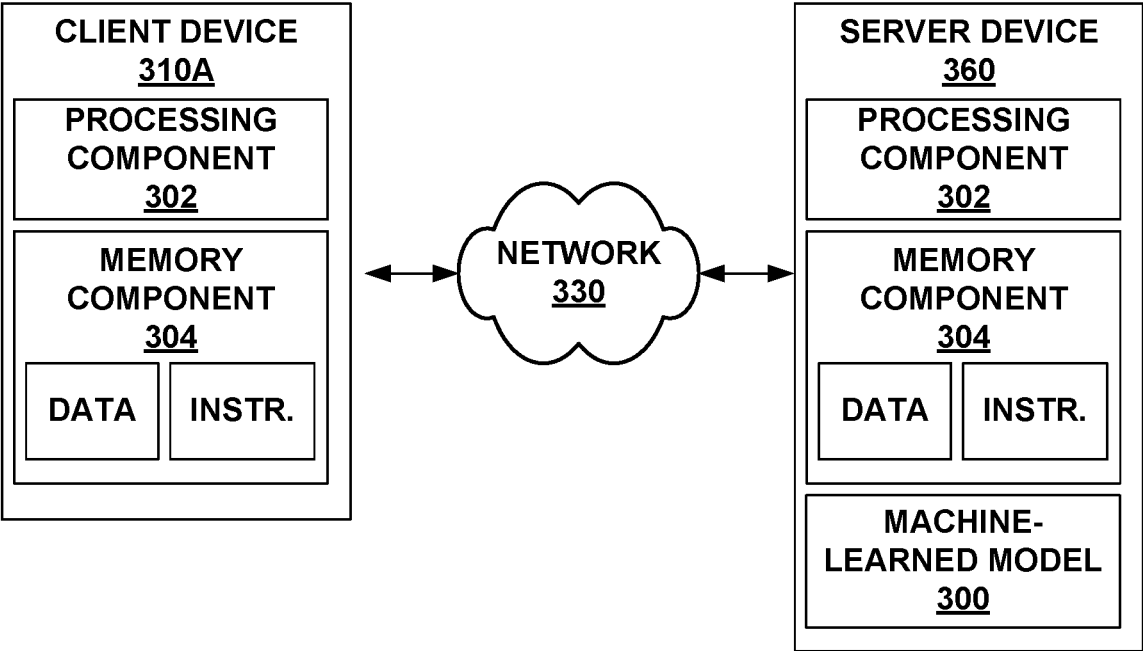 CLIENT DEVICE
310A
PROCESSING
COMPONENT
302
MEMORY
COMPONENT
304
DATA
INSTR.
NETWORK
330
SERVER DEVICE
360
PROCESSING
COMPONENT
302
MEMORY
COMPONENT
304
DATA
INSTR.
MACHINE-
LEARNED MODEL
300